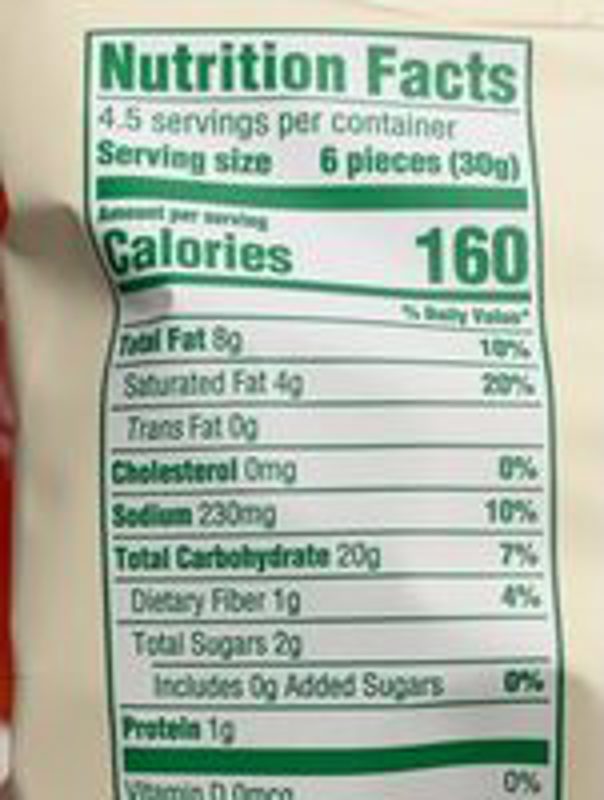 Nutrition Facts
4.5 servings per container
Serving size 6 pieces (30g)
Amount per serving
Calories 160
% Daily Value*
Total Fat 8g 10%
Saturated Fat 4g 20%
Trans Fat 0g
Cholesterol 0mg 0%
Sodium 230mg 10%
Total Carbohydrate 20g 7%
Dietary Fiber 1g 4%
Total Sugars 2g
Includes 0g Added Sugars 0%
Protein 1g
Vitamin D 0mcg 0%